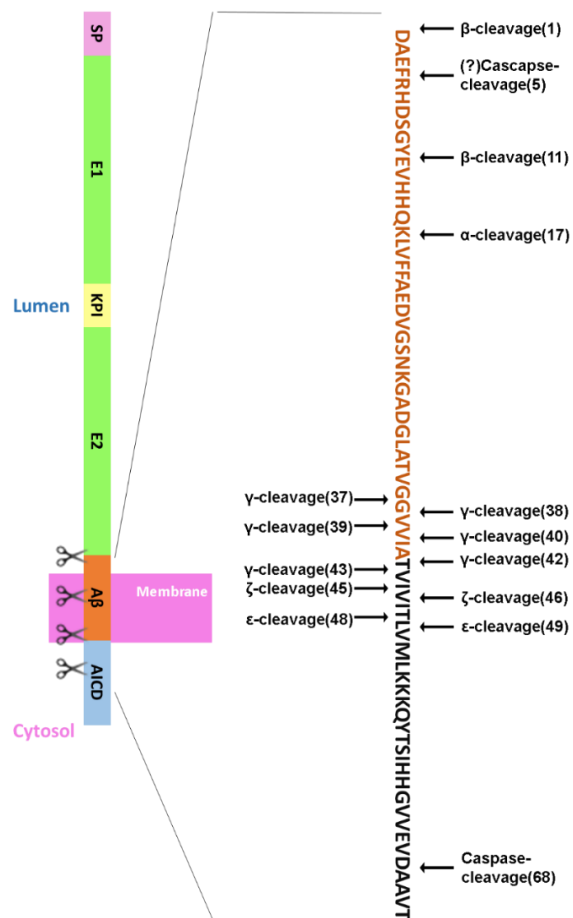 SP
E1
KPI
Lumen
E2
Aβ
Membrane
AICD
Cytosol
DAEFRHDSGYEVHHQKLVFFAEDVGSNKGADGLATVGGVVIATVIVITLVMLKKKQYTSIHHGVVEVDAAVT
β-cleavage(1)
(?)Cascapse-
cleavage(5)
β-cleavage(11)
α-cleavage(17)
γ-cleavage(37)
γ-cleavage(38)
γ-cleavage(39)
γ-cleavage(40)
γ-cleavage(42)
γ-cleavage(43)
ζ-cleavage(45)
ζ-cleavage(46)
ε-cleavage(48)
ε-cleavage(49)
Caspase-
cleavage(68)